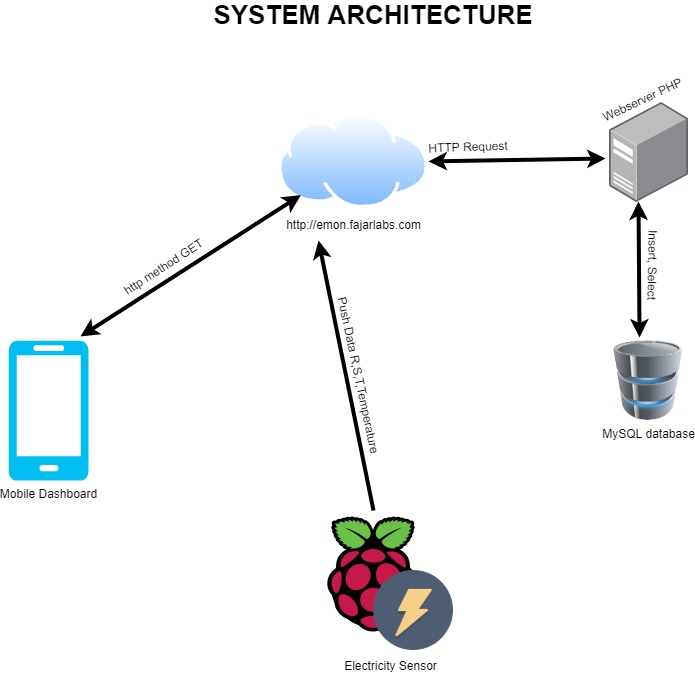 SYSTEM ARCHITECTURE
Webserver PHP
HTTP Request
http://emon.fajarlabs.com
http method GET
Insert, Select
Push Data R,S,T,Temperature
MySQL database
Mobile Dashboard
Electricity Sensor